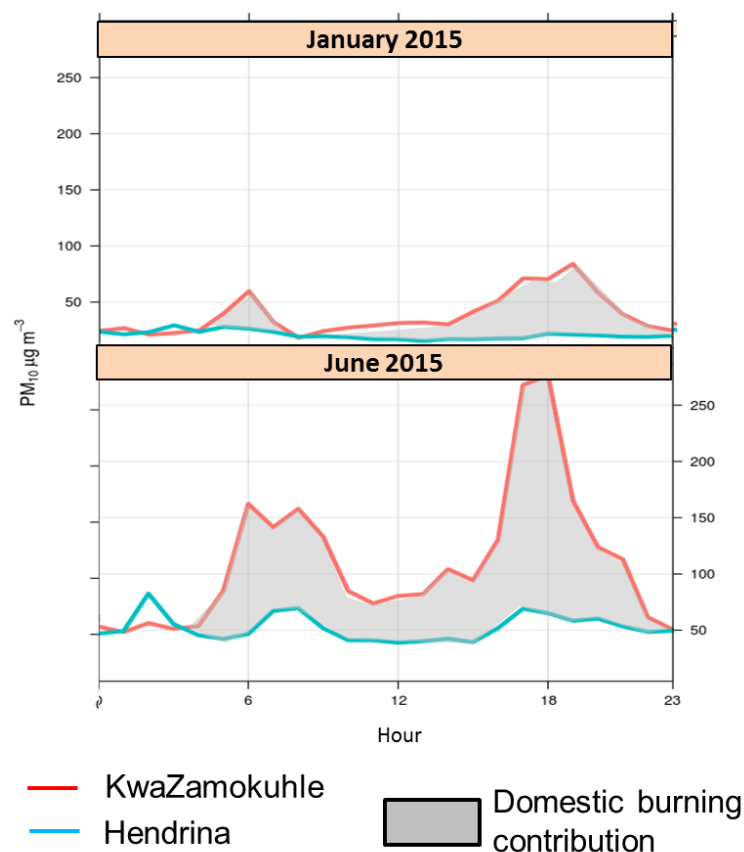 January 2015
250
200
150
100
50
PM₁₀ µg m⁻³
June 2015
250
200
150
100
50
6
12
18
23
Hour
KwaZamokuhle
Hendrina
Domestic burning
contribution